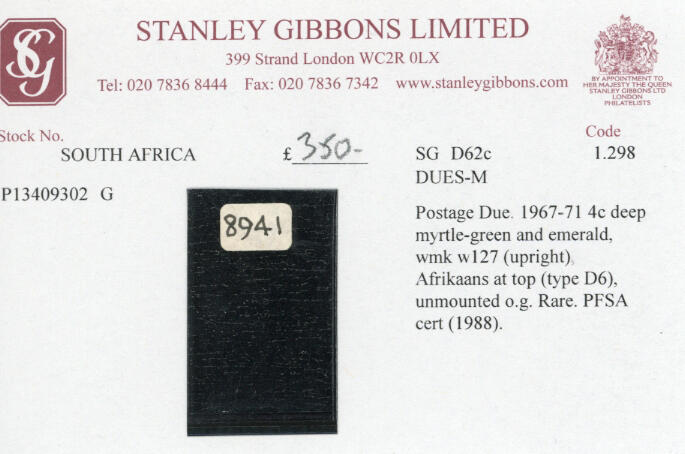 SG
STANLEY GIBBONS LIMITED
399 Strand London WC2R 0LX
Tel: 020 7836 8444 Fax: 020 7836 7342 www.stanleygibbons.com
BY APPOINTMENT TO
HER MAJESTY THE QUEEN
STANLEY GIBBONS LTD
LONDON
PHILATELISTS
Stock No.
Code
SOUTH AFRICA £ 350- SG D62c 1.298
DUES-M
P13409302 G
8941
Postage Due. 1967-71 4c deep
myrtle-green and emerald,
wmk w127 (upright),
Afrikaans at top (type D6),
unmounted o.g. Rare. PFSA
cert (1988).